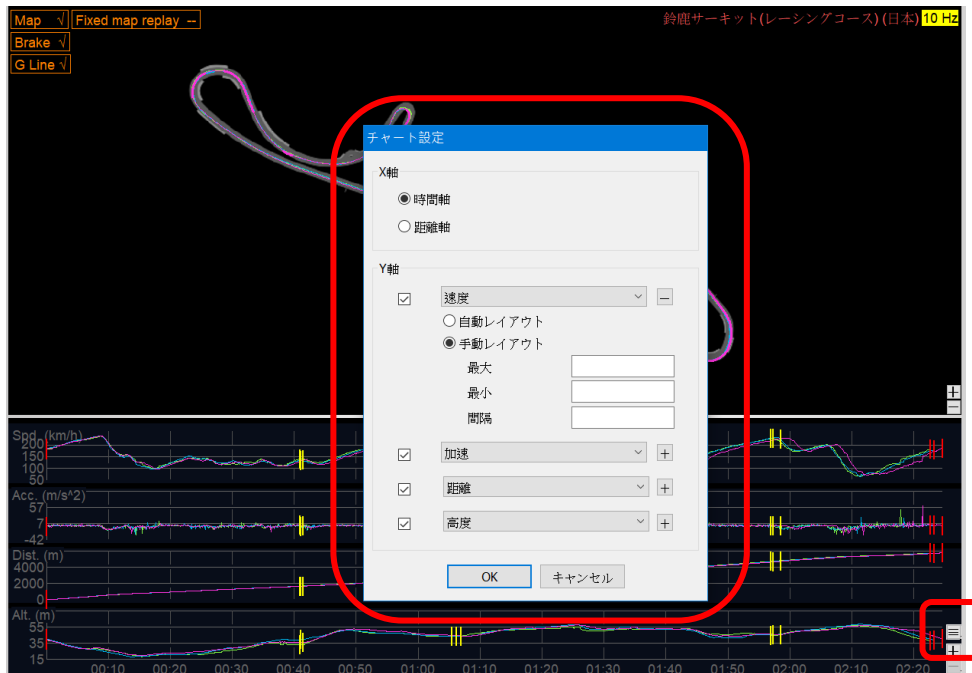 Map √ Fixed map replay -- 鈴鹿サーキット(レーシングコース) (日本) 10 Hz
Brake √
G Line √
チャート設定
X軸
時間軸
距離軸
Y軸
速度
自動レイアウト
手動レイアウト
最大
最小
間隔
加速
距離
高度
OK キャンセル
Spd. (km/h)
200
150
100
50
Acc. (m/s^2)
57
7
-42
Dist. (m)
4000
2000
0
Alt. (m)
55
35
15
00:10 00:20 00:30 00:40 00:50 01:00 01:10 01:20 01:30 01:40 01:50 02:00 02:10 02:20